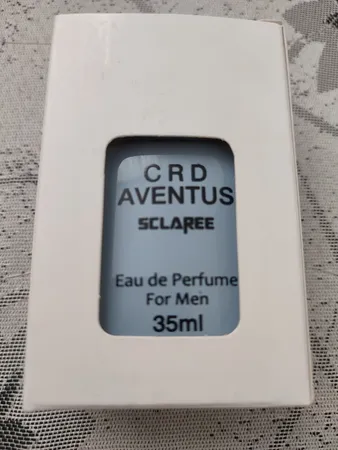 CRD
AVENTUS
SCLAREE
Eau de Perfume
For Men
35ml